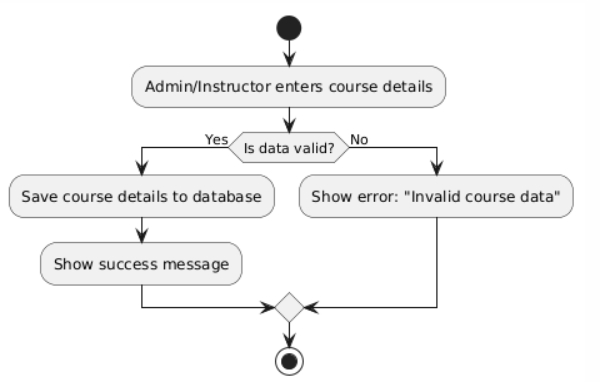 Admin/Instructor enters course details
Yes
Is data valid?
No
Save course details to database
Show error: "Invalid course data"
Show success message